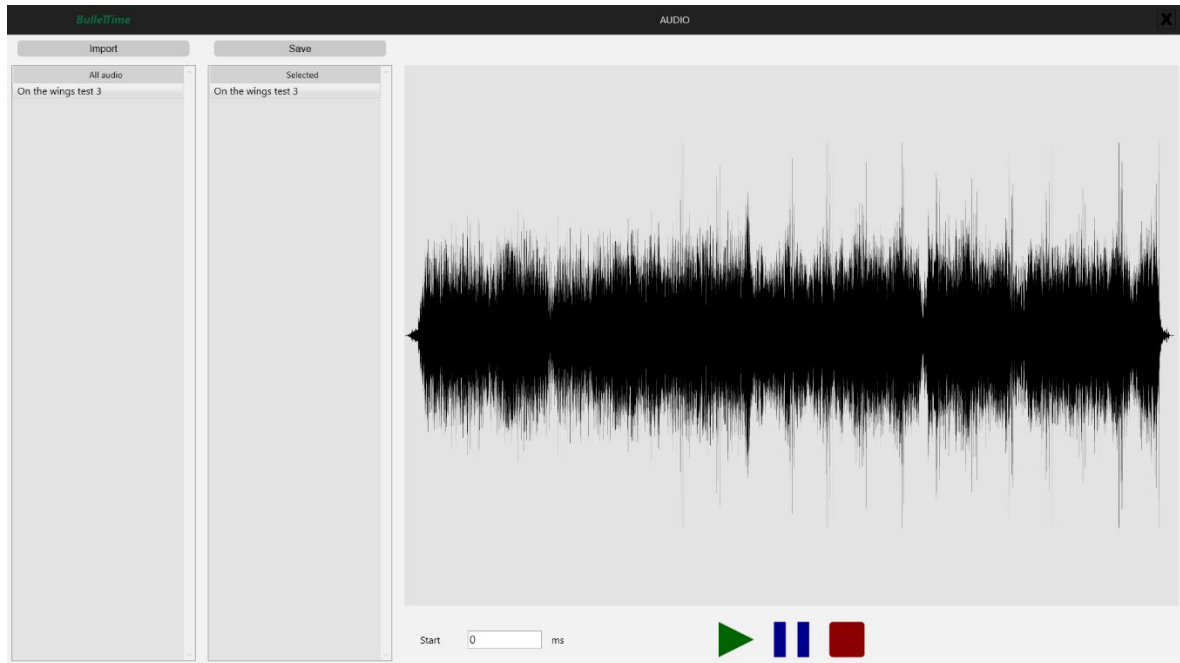 BulleTTime
AUDIO
X
Import
Save
All audio
Selected
On the wings test 3
On the wings test 3
Start
0
ms